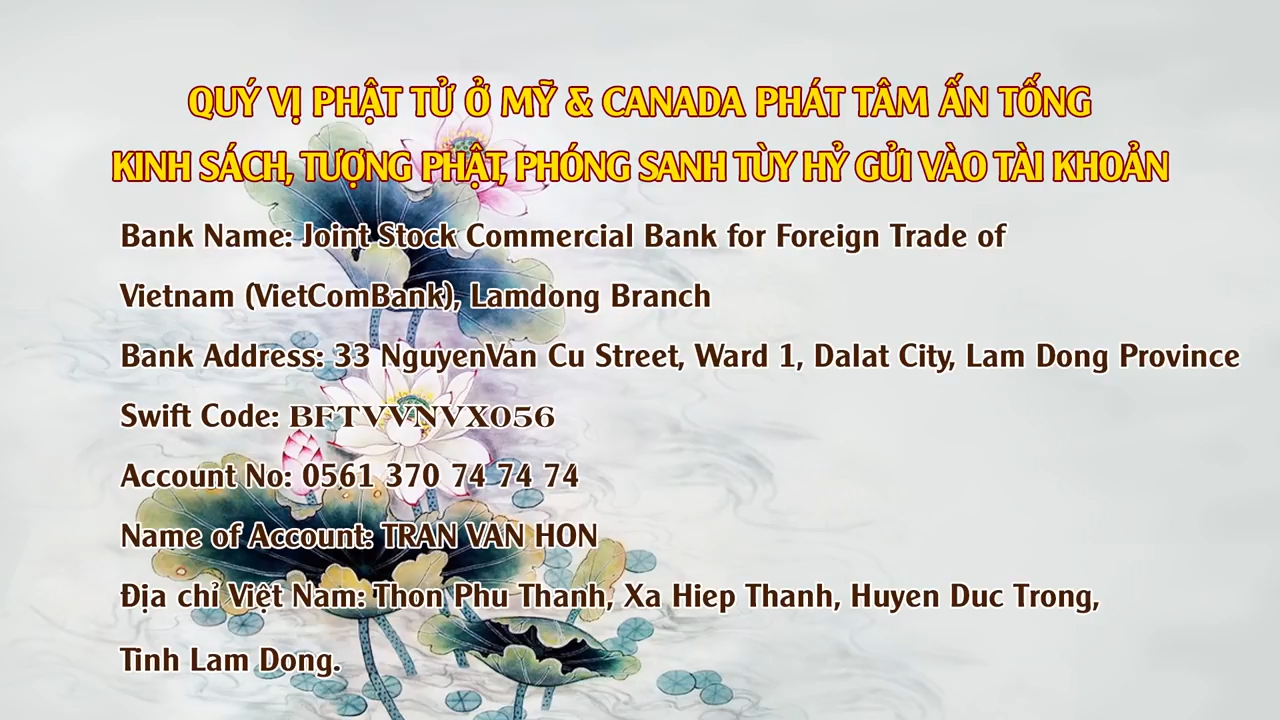 QUÝ VỊ PHẬT TỬ Ở MỸ & CANADA PHÁT TÂM ẤN TỐNG
KINH SÁCH, TƯỢNG PHẬT, PHÓNG SANH TÙY HỶ GỬI VÀO TÀI KHOẢN
Bank Name: Joint Stock Commercial Bank for Foreign Trade of
Vietnam (VietComBank), Lamdong Branch
Bank Address: 33 NguyenVan Cu Street, Ward 1, Dalat City, Lam Dong Province
Swift Code: BFTVVNVX056
Account No: 0561 370 74 74 74
Name of Account: TRAN VAN HON
Địa chỉ Việt Nam: Thon Phu Thanh, Xa Hiep Thanh, Huyen Duc Trong,
Tỉnh Lam Dong.